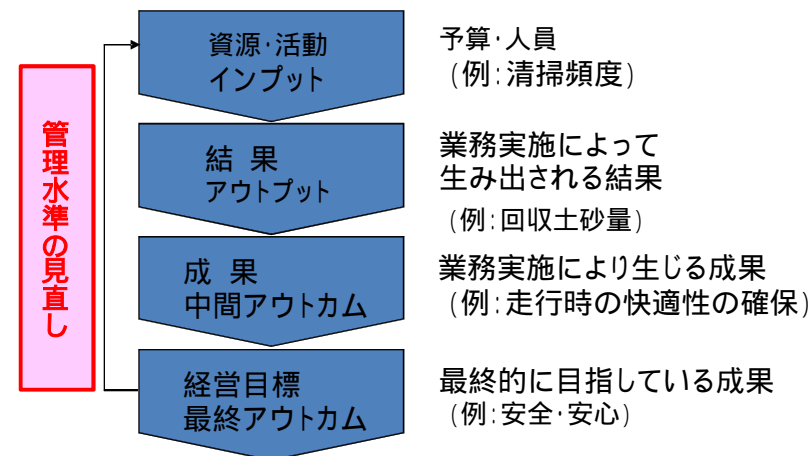 管理水準の見直し
資源・活動
インプット
予算・人員
(例:清掃頻度)
結 果
アウトプット
業務実施によって
生み出される結果
(例:回収土砂量)
成 果
中間アウトカム
業務実施により生じる成果
(例:走行時の快適性の確保)
経営目標
最終アウトカム
最終的に目指している成果
(例:安全・安心)